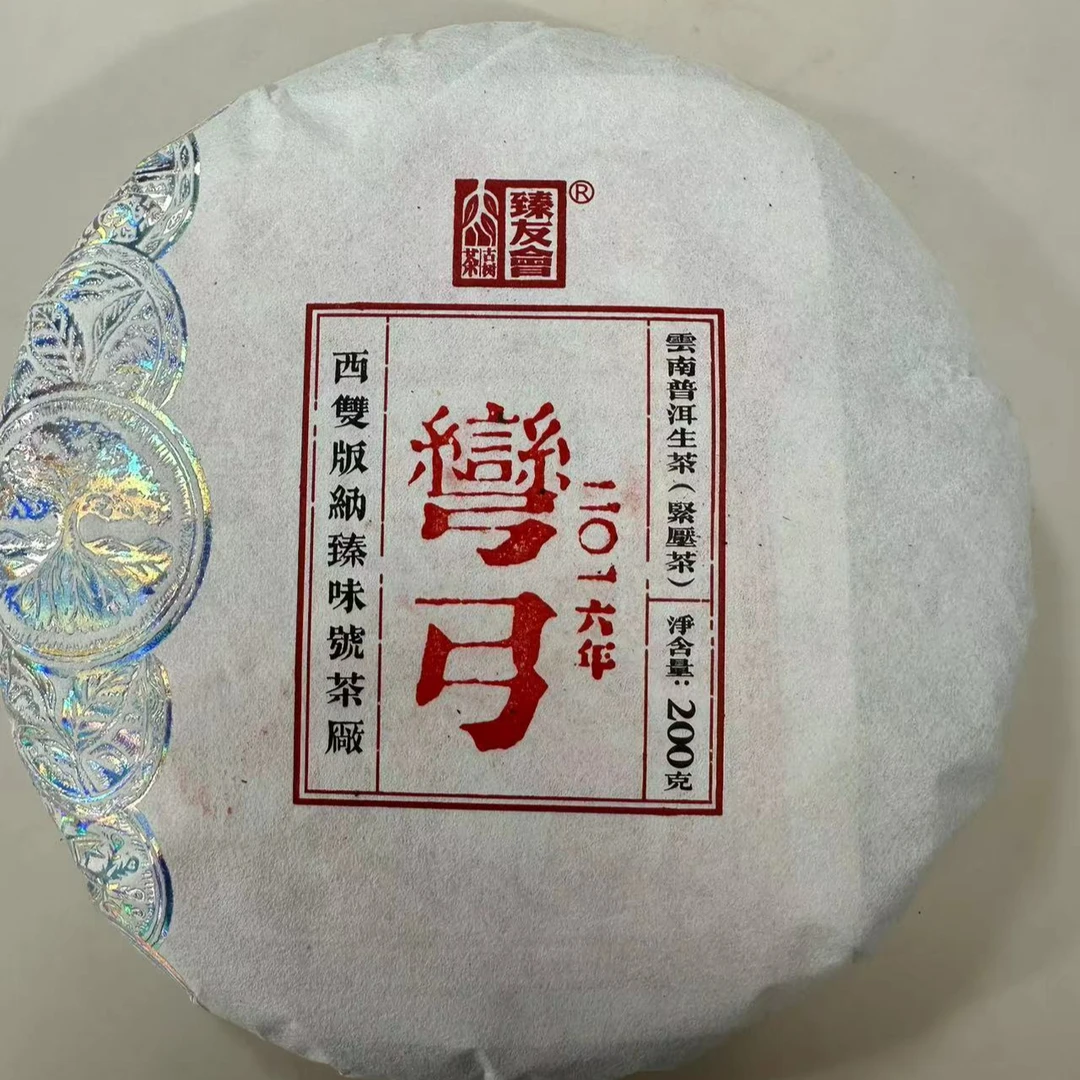 臻友會
古树
茶
®
雲南普洱生茶(緊壓茶)
淨含量:200克
二〇一六年
彎弓
西雙版納臻味號茶廠